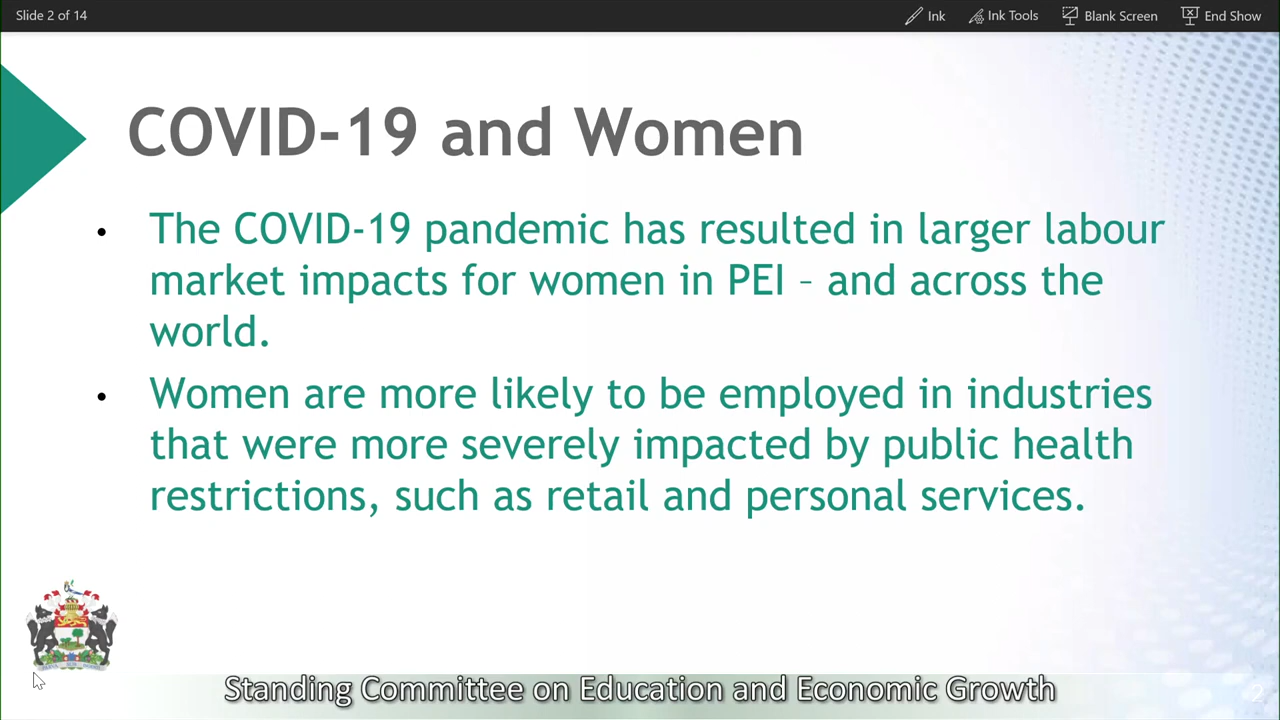 Slide 2 of 14
Ink
Ink Tools
Blank Screen
End Show
COVID-19 and Women
• The COVID-19 pandemic has resulted in larger labour
market impacts for women in PEI – and across the
world.
• Women are more likely to be employed in industries
that were more severely impacted by public health
restrictions, such as retail and personal services.
Standing Committee on Education and Economic Growth
2